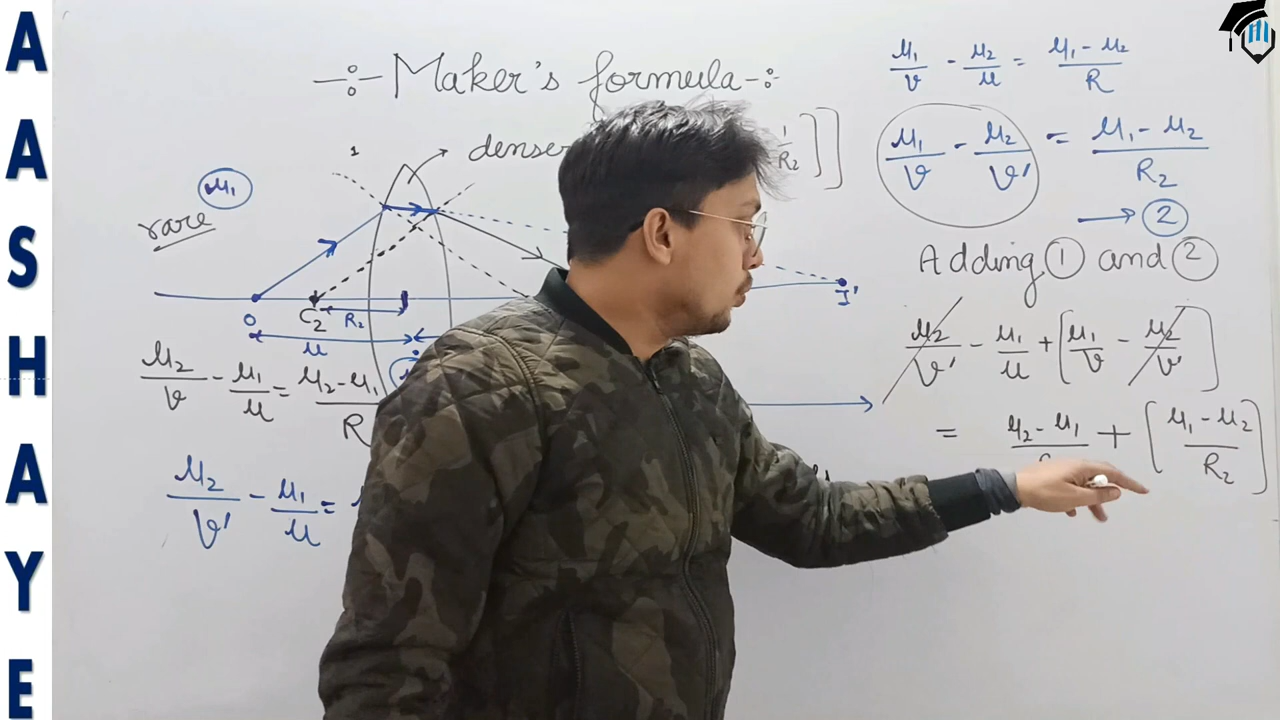 AASHAYE
-÷- Maker's formula -÷
dense
1/R₂]]
1
μ₁
rare
O
C₂
R₂
u
I'
μ₂/v - μ₁/u = μ₂-μ₁/R
μ₂/v' - μ₁/u =
μ₁/v - μ₂/u = μ₁-μ₂/R
μ₁/v - μ₂/v' = μ₁-μ₂/R₂
→ ②
Adding ① and ②
μ₂/v' - μ₁/u + [μ₁/v - μ₂/v']
= μ₂-μ₁ + [μ₁-μ₂/R₂]